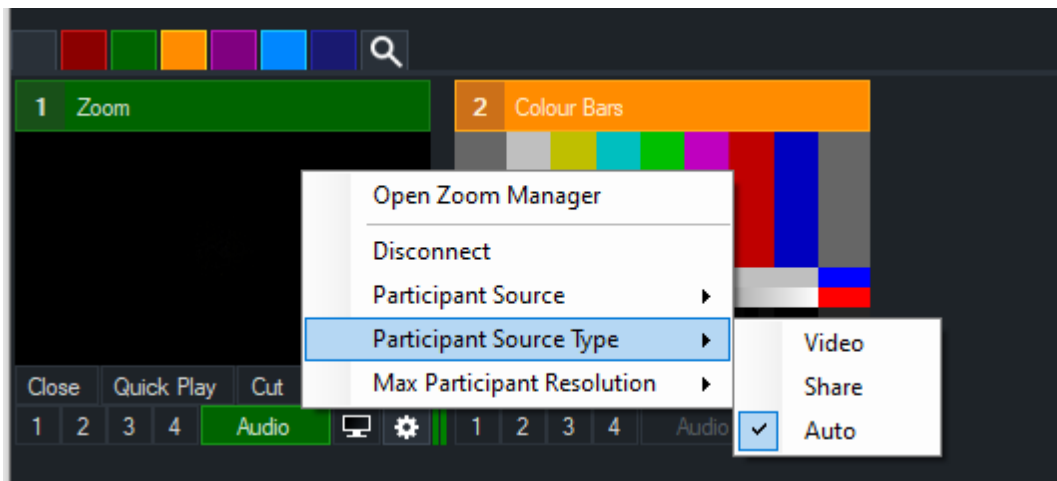 1 Zoom
2 Colour Bars
Open Zoom Manager
Disconnect
Participant Source
Participant Source Type
Max Participant Resolution
Video
Share
Auto
Close Quick Play Cut
1 2 3 4 Audio
1 2 3 4 Audio